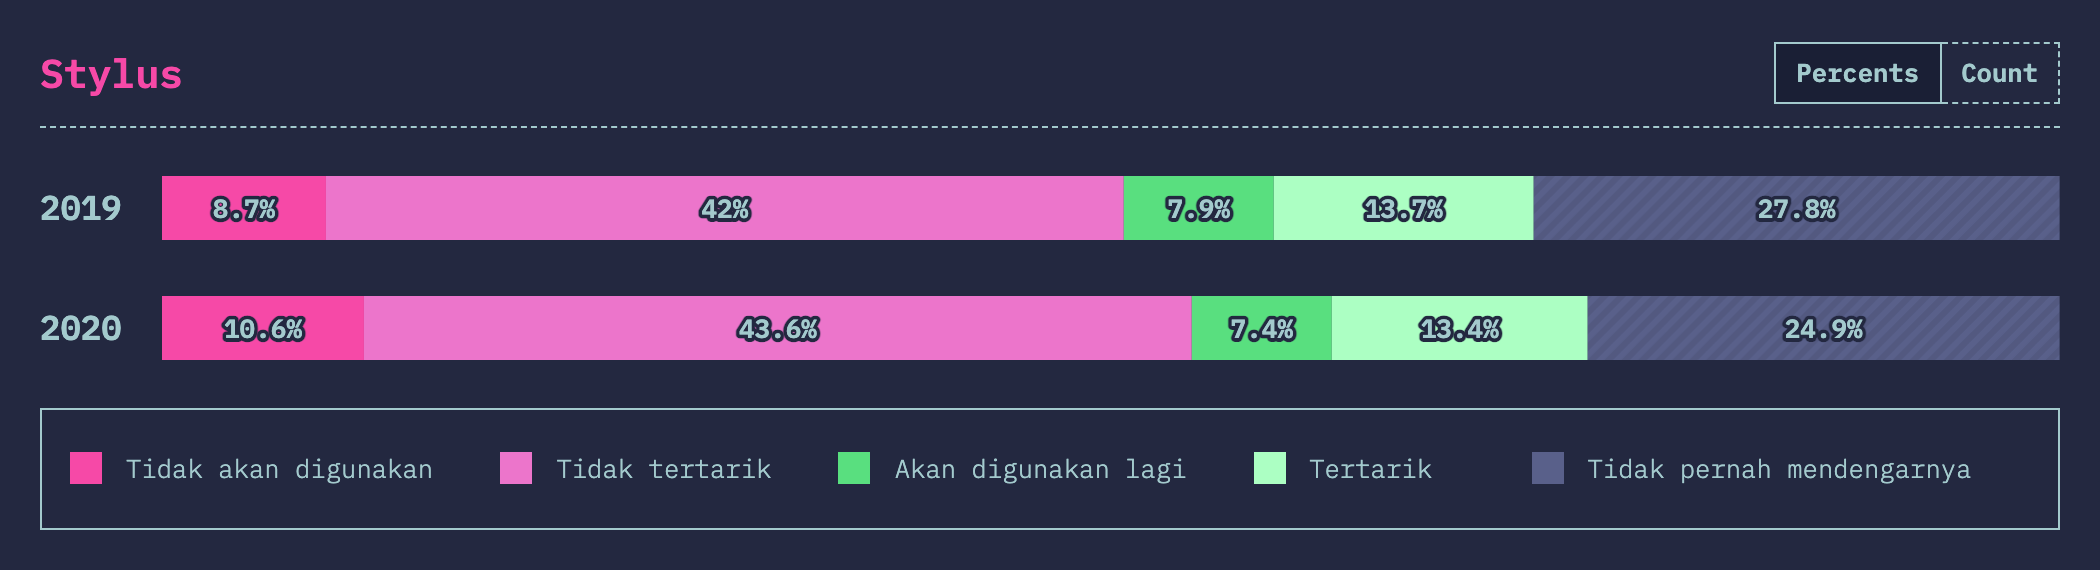 Stylus
Percents Count
2019 8.7% 42% 7.9% 13.7% 27.8%
2020 10.6% 43.6% 7.4% 13.4% 24.9%
Tidak akan digunakan Tidak tertarik Akan digunakan lagi Tertarik Tidak pernah mendengarnya